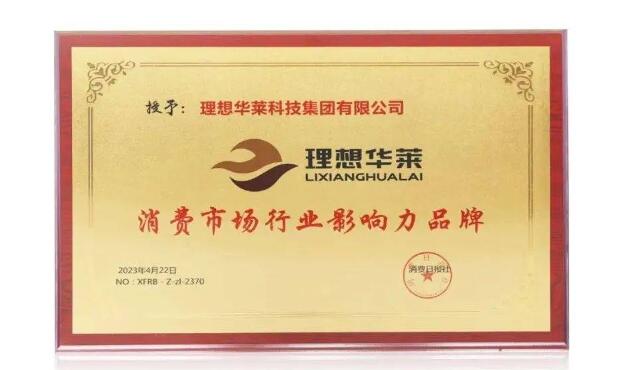 授予：理想华莱科技集团有限公司
理想华莱
LIXIANGHUALAI
消费市场行业影响力品牌
2023年4月22日
NO：XFRB - Z-zl-2370
消费日报社